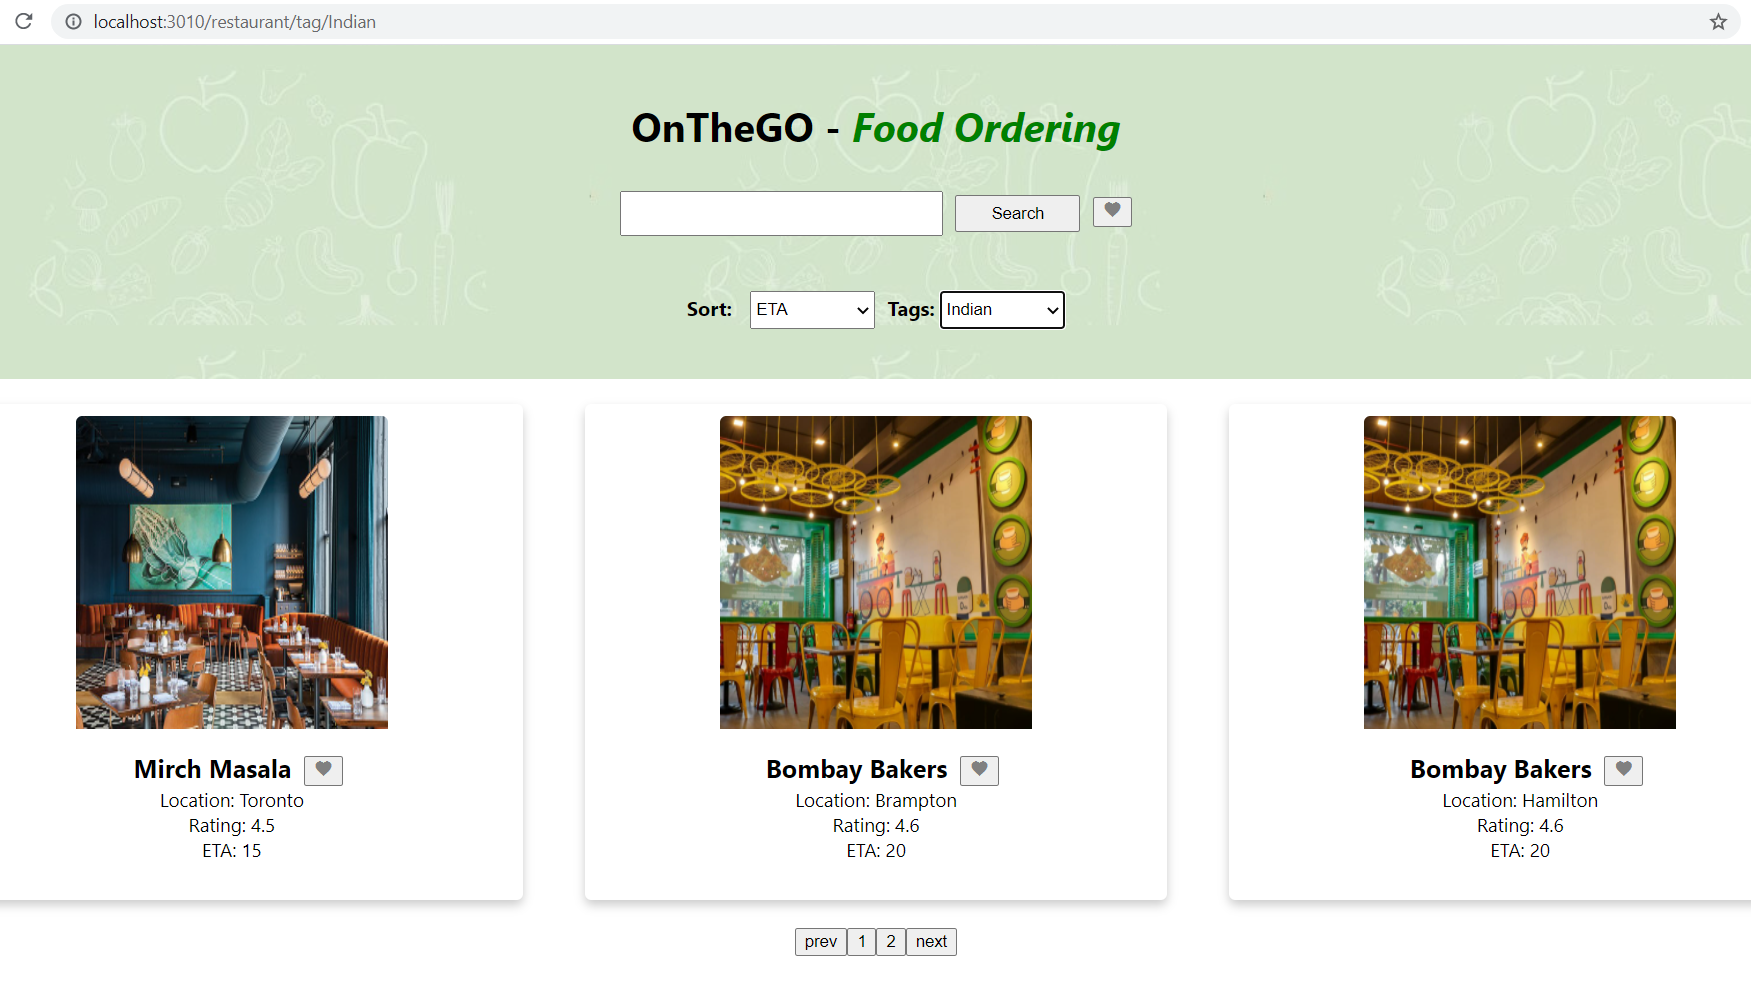 localhost:3010/restaurant/tag/Indian
OnTheGO - Food Ordering
Search
Sort: ETA Tags: Indian
Mirch Masala
Location: Toronto
Rating: 4.5
ETA: 15
Bombay Bakers
Location: Brampton
Rating: 4.6
ETA: 20
Bombay Bakers
Location: Hamilton
Rating: 4.6
ETA: 20
prev 1 2 next